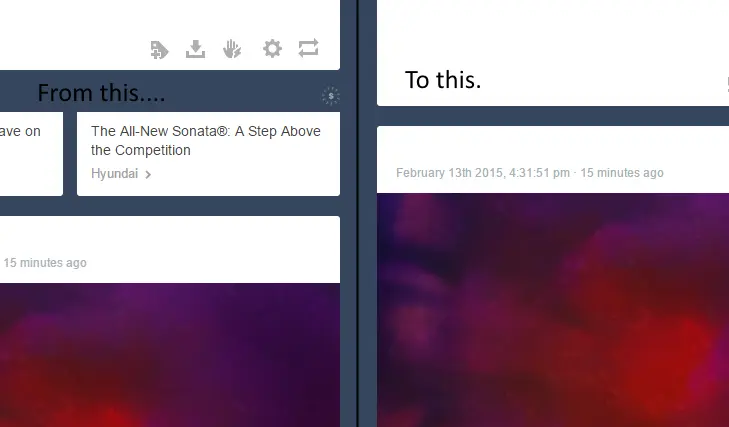 From this....
ave on
The All-New Sonata®: A Step Above
the Competition
Hyundai
15 minutes ago
To this.
February 13th 2015, 4:31:51 pm · 15 minutes ago